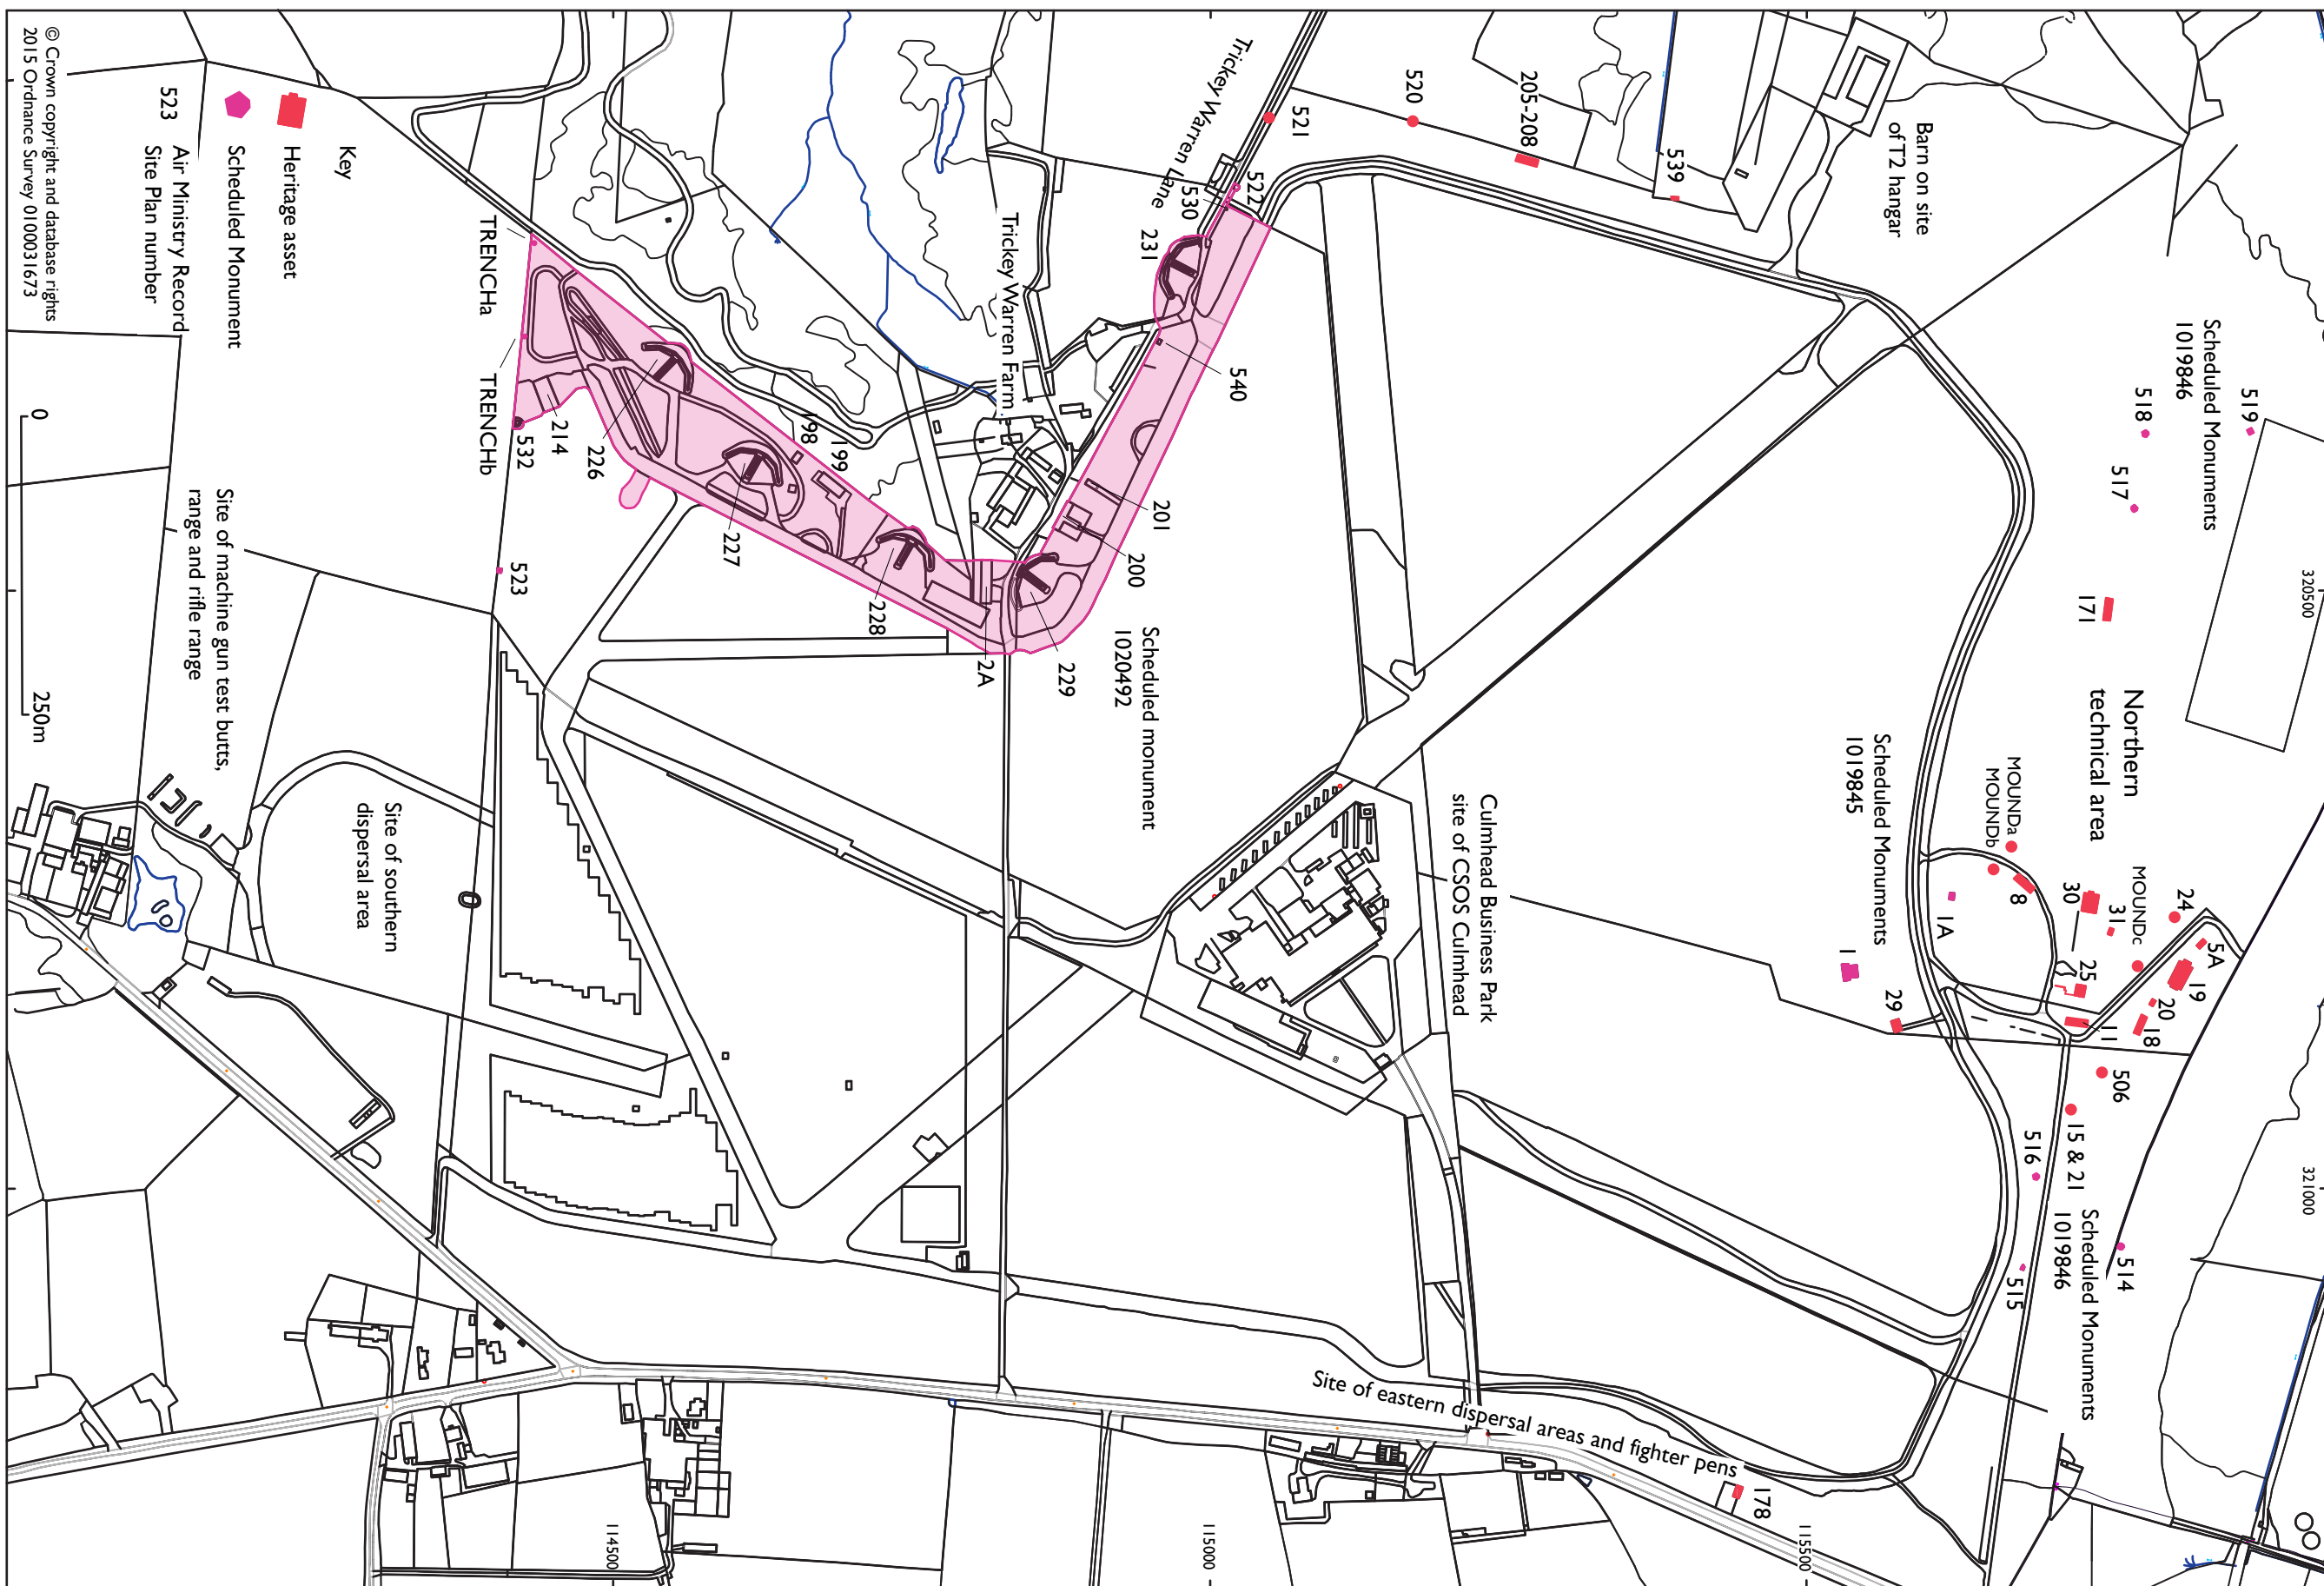 Barn on site
of T2 hangar
539
205-208
520
521
Trickey Warren Lane
522
530
231
540
201
200
229
2A
228
227
226
214
532
199
198
Trickey Warren Farm
TRENCHa
TRENCHb
523
Scheduled monument
1020492
Scheduled Monuments
1019846
519
518
517
171
320500
Northern
technical area
Scheduled Monuments
1019845
MOUNDa
MOUNDb
8
1A
1
29
30
31
MOUNDc
24
5A
19
20
18
11
25
506
15 & 21
516
514
515
Scheduled Monuments
1019846
321000
Culmhead Business Park
site of CSOS Culmhead
Site of eastern dispersal areas and fighter pens
178
115500
115000
114500
Site of southern
dispersal area
Site of machine gun test butts,
range and rifle range
Key
Heritage asset
Scheduled Monument
523
Air Ministry Record
Site Plan number
0
250m
© Crown copyright and database rights
2015 Ordnance Survey 0100031673